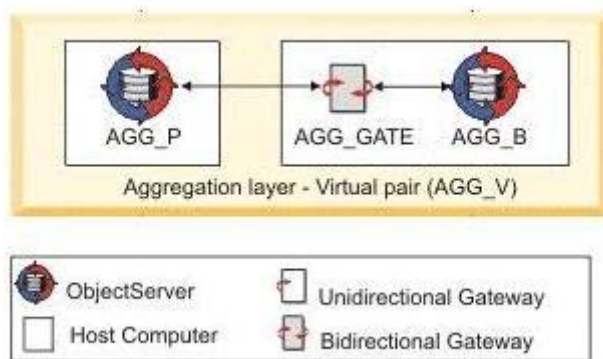 AGG_P AGG_GATE AGG_B
Aggregation layer - Virtual pair (AGG_V)
ObjectServer Unidirectional Gateway
Host Computer Bidirectional Gateway